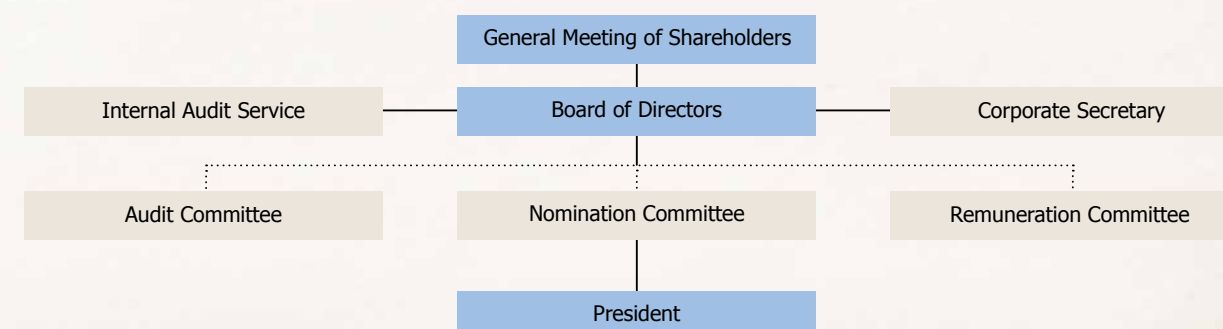 General Meeting of Shareholders
Internal Audit Service
Board of Directors
Corporate Secretary
Audit Committee
Nomination Committee
Remuneration Committee
President